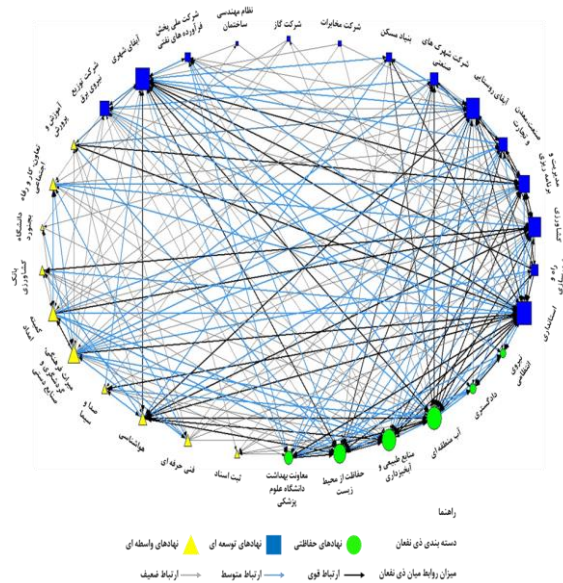 نظام مهندسی
ساختمان
شرکت گاز
شرکت مخابرات
بنیاد مسکن
شرکت شهرک های
صنعتی
آبفای روستایی
صنعت،معدن
و تجارت
مدیریت و
برنامه ریزی
کشاورزی
راه و
استانداری
نیروی
انتظامی
دادگستری
آب منطقه ای
منابع طبیعی و
آبخیزداری
حفاظت از محیط
زیست
معاونت بهداشت
دانشگاه علوم
پزشکی
ثبت اسناد
فنی حرفه ای
هواشناسی
صدا و
سیما
میراث فرهنگی،
گردشگری و
صنایع دستی
کمیته
امداد
بانک
کشاورزی
دانشگاه
بجنورد
تعاون، کار و رفاه
اجتماعی
آموزش و
پرورش
شرکت توزیع
نیروی برق
آبفای شهری
شرکت ملی پخش
فرآورده های نفتی
راهنما
دسته بندی ذی نفعان
نهادهای حفاظتی
نهادهای توسعه ای
نهادهای واسطه ای
میزان روابط میان ذی نفعان
ارتباط قوی
ارتباط متوسط
ارتباط ضعیف